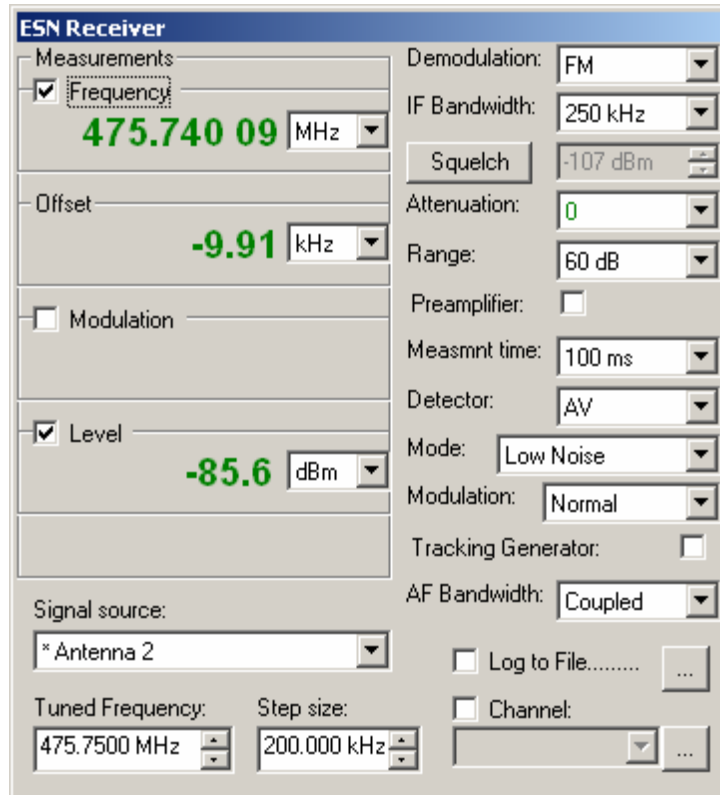 ESN Receiver
Measurements
Frequency
475.740 09 MHz
Offset
-9.91 kHz
Modulation
Level
-85.6 dBm
Signal source:
* Antenna 2
Tuned Frequency:
475.7500 MHz
Step size:
200.000 kHz
Demodulation: FM
IF Bandwidth: 250 kHz
Squelch -107 dBm
Attenuation: 0
Range: 60 dB
Preamplifier:
Measmnt time: 100 ms
Detector: AV
Mode: Low Noise
Modulation: Normal
Tracking Generator:
AF Bandwidth: Coupled
Log to File......... ...
Channel:
...